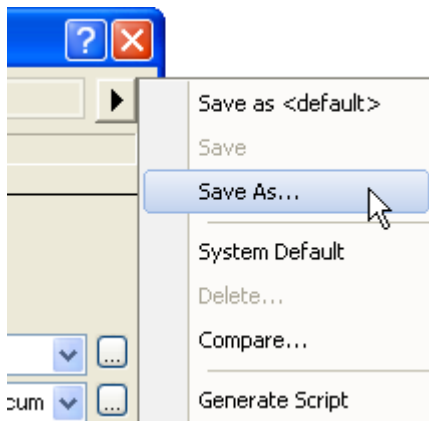 ?
Save as <default>
Save
Save As...
System Default
Delete...
Compare...
...
cum
...
Generate Script